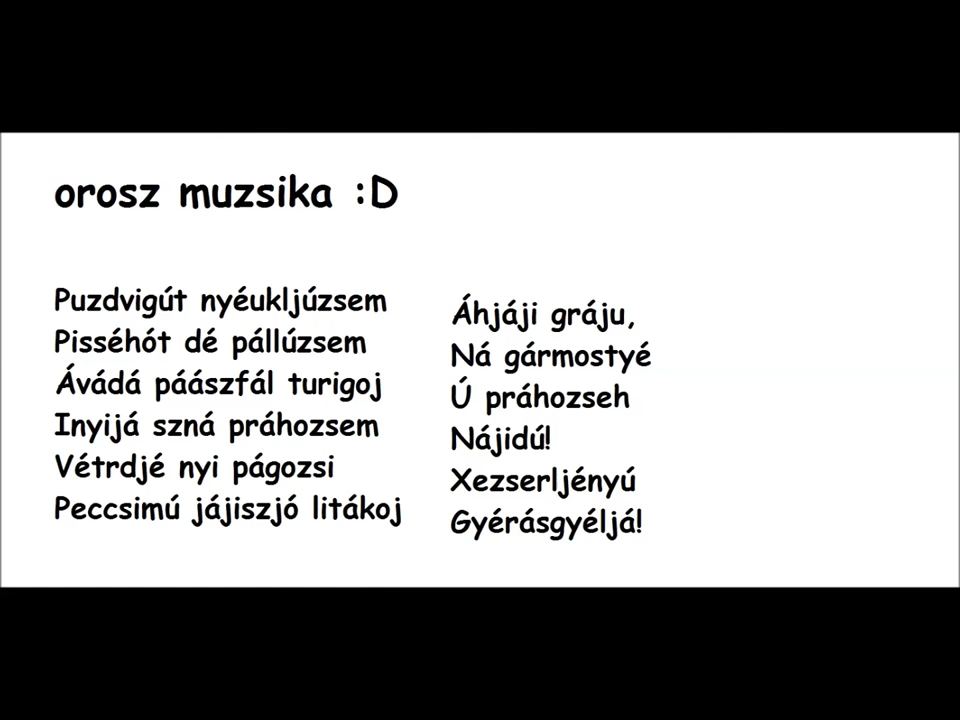 orosz muzsika :D
Puzdvigút nyéukljúzsem
Pisséhót dé pállúzsem
Ávádá páászfál turigoj
Inyijá szná práhozsem
Vétrdjé nyi págozsi
Peccsimú jájiszjó litákoj
Áhjáji gráju,
Ná gármostyé
Ú práhozseh
Nájidú!
Xezserljényú
Gyérásgyéljá!